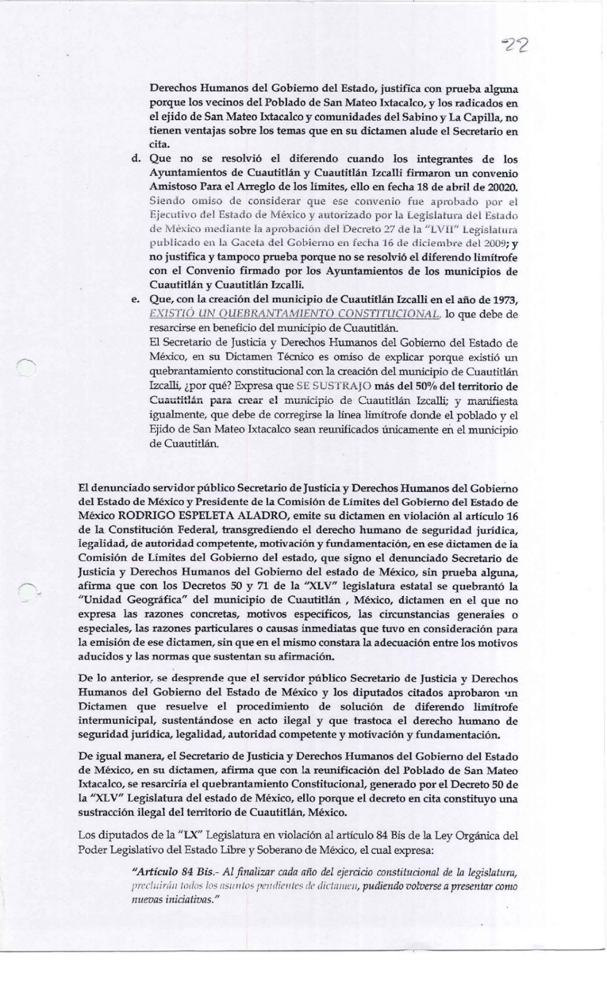 22
Derechos Humanos del Gobierno del Estado, justifica con prueba alguna
porque los vecinos del Poblado de San Mateo Ixtacalco, y los radicados en
el ejido de San Mateo Ixtacalco y comunidades del Sabino y La Capilla, no
tienen ventajas sobre los temas que en su dictamen alude el Secretario en
cita.
d. Que no se resolvió el diferendo cuando los integrantes de los
Ayuntamientos de Cuautitlán y Cuautitlán Izcalli firmaron un convenio
Amistoso Para el Arreglo de los límites, ello en fecha 18 de abril de 20020.
Siendo omiso de considerar que ese convenio fue aprobado por el
Ejecutivo del Estado de México y autorizado por la Legislatura del Estado
de México mediante la aprobación del Decreto 27 de la "LVII" Legislatura
publicado en la Gaceta del Gobierno en fecha 16 de diciembre del 2009; y
no justifica y tampoco prueba porque no se resolvió el diferendo limítrofe
con el Convenio firmado por los Ayuntamientos de los municipios de
Cuautitlán y Cuautitlán Izcalli.
e. Que, con la creación del municipio de Cuautitlán Izcalli en el año de 1973,
EXISTIÓ UN QUEBRANTAMIENTO CONSTITUCIONAL, lo que debe de
resarcirse en beneficio del municipio de Cuautitlán.
El Secretario de Justicia y Derechos Humanos del Gobierno del Estado de
México, en su Dictamen Técnico es omiso de explicar porque existió un
quebrantamiento constitucional con la creación del municipio de Cuautitlán
Izcalli, ¿por qué? Expresa que SE SUSTRAJO más del 50% del territorio de
Cuautitlán para crear el municipio de Cuautitlán Izcalli; y manifiesta
igualmente, que debe de corregirse la línea limítrofe donde el poblado y el
Ejido de San Mateo Ixtacalco sean reunificados únicamente en el municipio
de Cuautitlán.
El denunciado servidor público Secretario de Justicia y Derechos Humanos del Gobierno
del Estado de México y Presidente de la Comisión de Límites del Gobierno del Estado de
México RODRIGO ESPELETA ALADRO, emite su dictamen en violación al artículo 16
de la Constitución Federal, transgrediendo el derecho humano de seguridad jurídica,
legalidad, de autoridad competente, motivación y fundamentación, en ese dictamen de la
Comisión de Límites del Gobierno del estado, que signo el denunciado Secretario de
Justicia y Derechos Humanos del Gobierno del estado de México, sin prueba alguna,
afirma que con los Decretos 50 y 71 de la "XLV" legislatura estatal se quebrantó la
"Unidad Geográfica" del municipio de Cuautitlán , México, dictamen en el que no
expresa las razones concretas, motivos específicos, las circunstancias generales o
especiales, las razones particulares o causas inmediatas que tuvo en consideración para
la emisión de ese dictamen, sin que en el mismo constara la adecuación entre los motivos
aducidos y las normas que sustentan su afirmación.
De lo anterior, se desprende que el servidor público Secretario de Justicia y Derechos
Humanos del Gobierno del Estado de México y los diputados citados aprobaron un
Dictamen que resuelve el procedimiento de solución de diferendo limítrofe
intermunicipal, sustentándose en acto ilegal y que trastoca el derecho humano de
seguridad jurídica, legalidad, autoridad competente y motivación y fundamentación.
De igual manera, el Secretario de Justicia y Derechos Humanos del Gobierno del Estado
de México, en su dictamen, afirma que con la reunificación del Poblado de San Mateo
Ixtacalco, se resarciría el quebrantamiento Constitucional, generado por el Decreto 50 de
la "XLV" Legislatura del estado de México, ello porque el decreto en cita constituyo una
sustracción ilegal del territorio de Cuautitlán, México.
Los diputados de la "LX" Legislatura en violación al artículo 84 Bis de la Ley Orgánica del
Poder Legislativo del Estado Libre y Soberano de México, el cual expresa:
"Artículo 84 Bis.- Al finalizar cada año del ejercicio constitucional de la legislatura,
precluirán todos los asuntos pendientes de dictamen, pudiendo volverse a presentar como
nuevas iniciativas."